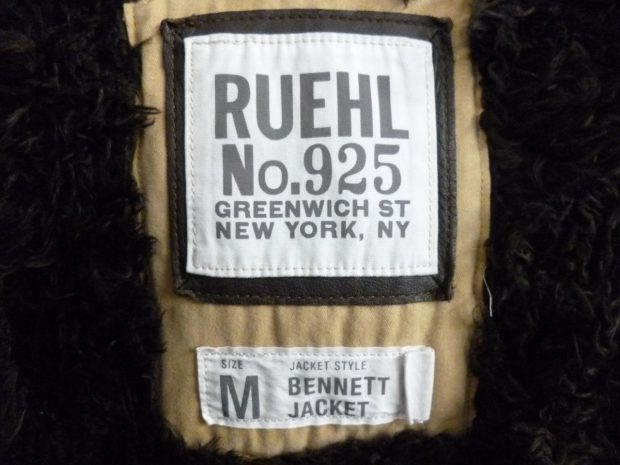 RUEHL
No.925
GREENWICH ST
NEW YORK, NY
SIZE
M
JACKET STYLE
BENNETT
JACKET